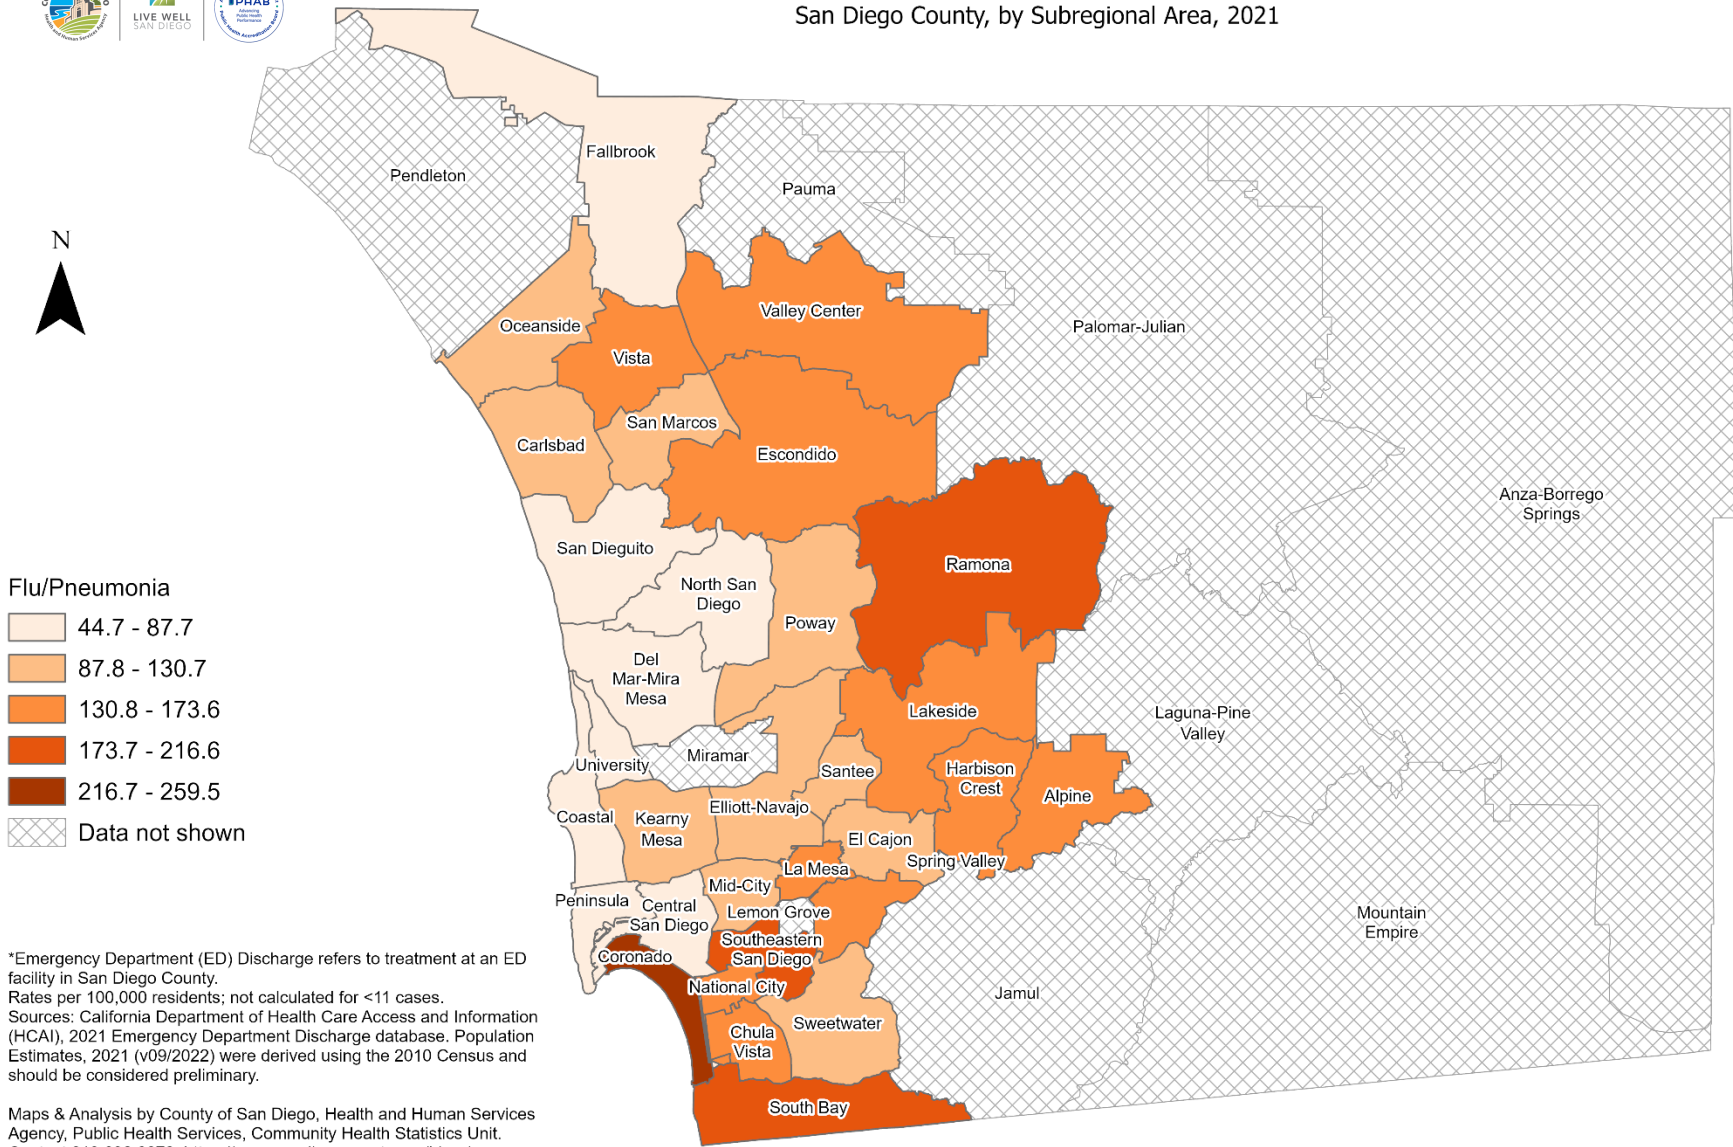 PHAB
Advancing
Public Health
Performance
LIVE WELL
SAN DIEGO
San Diego County, by Subregional Area, 2021
Fallbrook
Pendleton
Pauma
N
Valley Center
Oceanside
Palomar-Julian
Vista
San Marcos
Carlsbad
Escondido
Anza-Borrego
Springs
San Dieguito
Ramona
North San
Diego
Poway
Del
Mar-Mira
Mesa
Lakeside
Laguna-Pine
Valley
Miramar
University
Santee
Harbison
Crest
Alpine
Elliott-Navajo
Coastal
Kearny
Mesa
El Cajon
Spring Valley
La Mesa
Mid-City
Peninsula
Central
San Diego
Lemon Grove
Mountain
Empire
Southeastern
San Diego
Coronado
National City
Jamul
Sweetwater
Chula
Vista
South Bay
Flu/Pneumonia
44.7 - 87.7
87.8 - 130.7
130.8 - 173.6
173.7 - 216.6
216.7 - 259.5
Data not shown
*Emergency Department (ED) Discharge refers to treatment at an ED
facility in San Diego County.
Rates per 100,000 residents; not calculated for <11 cases.
Sources: California Department of Health Care Access and Information
(HCAI), 2021 Emergency Department Discharge database. Population
Estimates, 2021 (v09/2022) were derived using the 2010 Census and
should be considered preliminary.
Maps & Analysis by County of San Diego, Health and Human Services
Agency, Public Health Services, Community Health Statistics Unit.